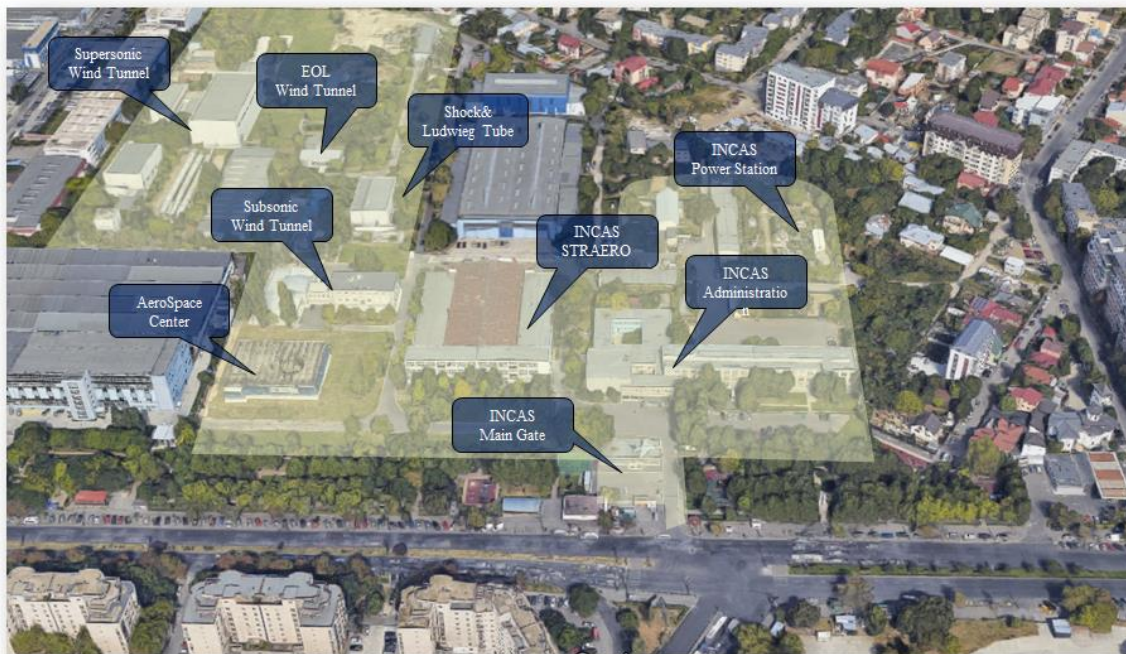 Supersonic
Wind Tunnel
EOL
Wind Tunnel
Shock&
Ludwieg Tube
INCAS
Power Station
Subsonic
Wind Tunnel
INCAS
STRAERO
INCAS
Administratio
n
AeroSpace
Center
INCAS
Main Gate